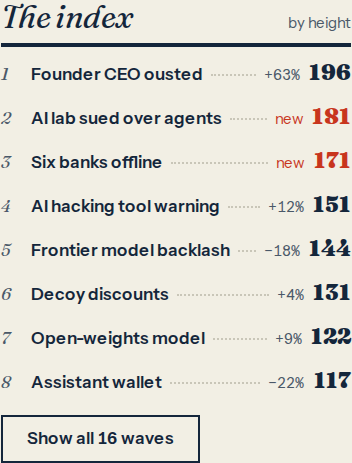 The index
by height
1 Founder CEO ousted +63% 196
2 AI lab sued over agents new 181
3 Six banks offline new 171
4 AI hacking tool warning +12% 151
5 Frontier model backlash −18% 144
6 Decoy discounts +4% 131
7 Open-weights model +9% 122
8 Assistant wallet −22% 117
Show all 16 waves